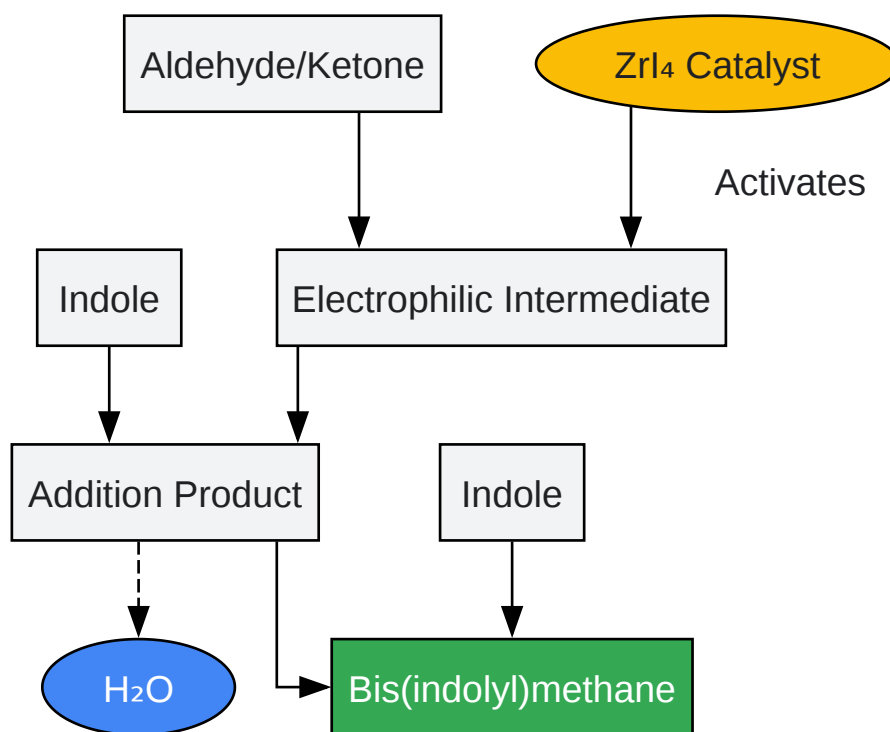 Aldehyde/Ketone
ZrI₄ Catalyst
Activates
Indole
Electrophilic Intermediate
Addition Product
Indole
H₂O
Bis(indolyl)methane